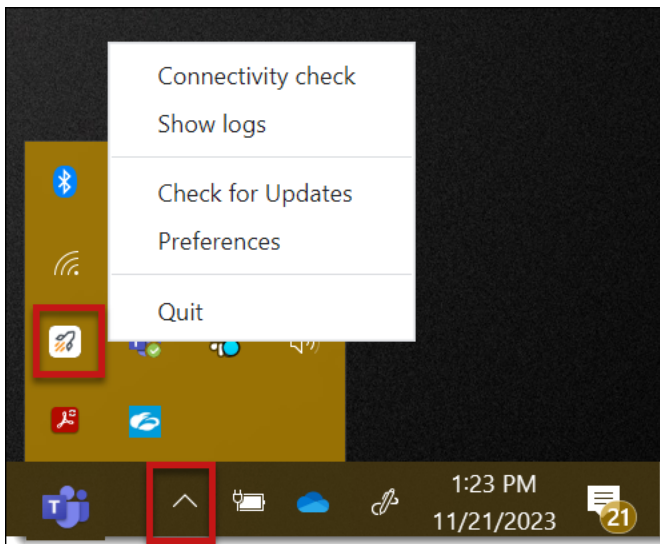 Connectivity check
Show logs
Check for Updates
Preferences
Quit
T
1:23 PM
11/21/2023
21